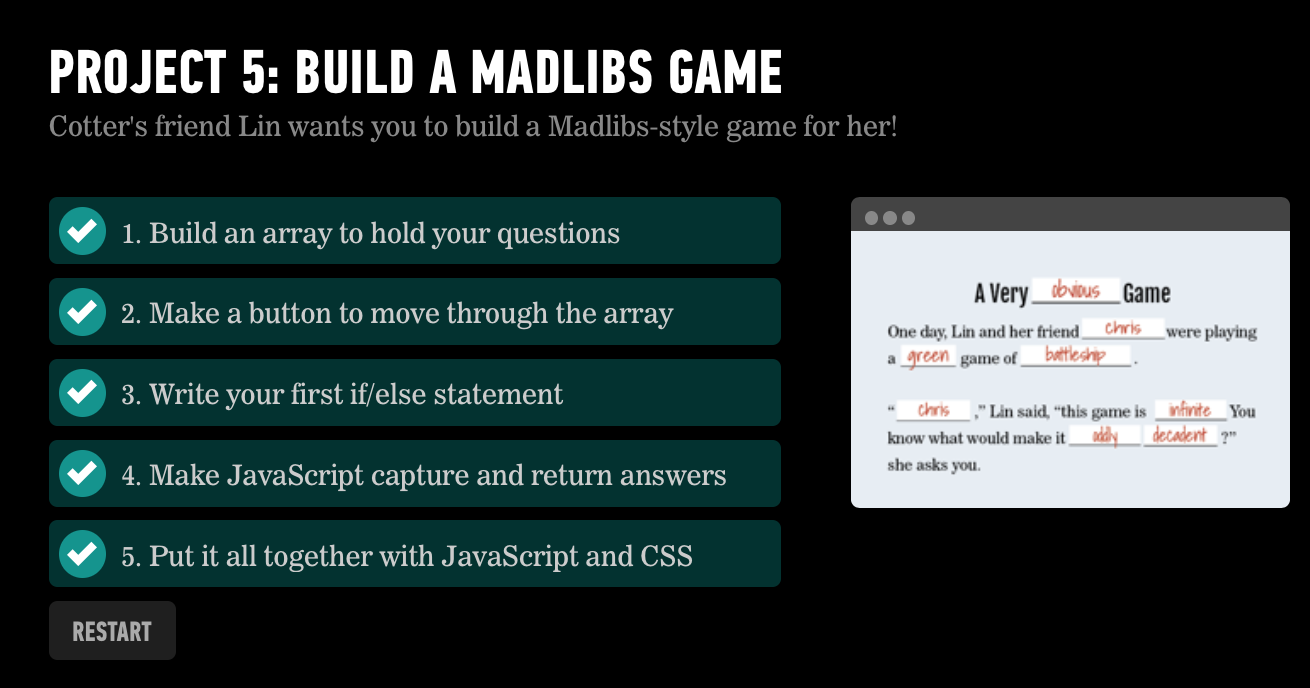 PROJECT 5: BUILD A MADLIBS GAME
Cotter's friend Lin wants you to build a Madlibs-style game for her!
1. Build an array to hold your questions
2. Make a button to move through the array
3. Write your first if/else statement
4. Make JavaScript capture and return answers
5. Put it all together with JavaScript and CSS
RESTART
A Very obvious Game
One day, Lin and her friend chris were playing
a green game of battleship .
“ chris ,” Lin said, “this game is infinite You
know what would make it oddly decadent ?”
she asks you.